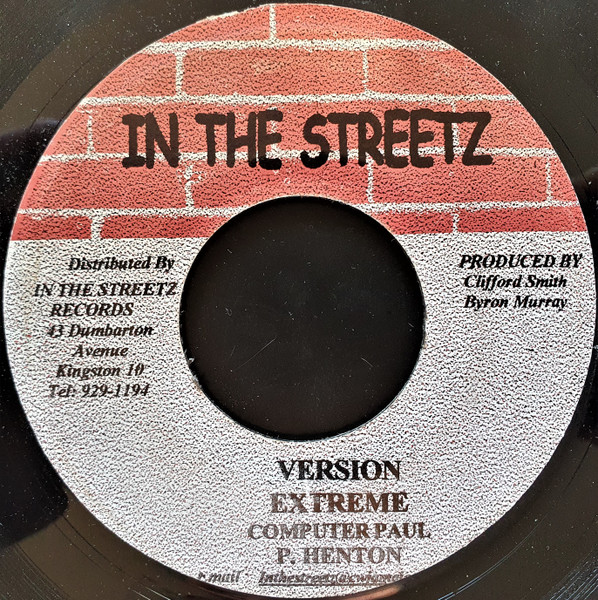 IN THE STREETZ
Distributed By
IN THE STREETZ
RECORDS
43 Dumbarton
Avenue
Kingston 10
Tel: 929-1194
PRODUCED BY
Clifford Smith
Byron Murray
VERSION
EXTREME
COMPUTER PAUL
P. HENTON
mail